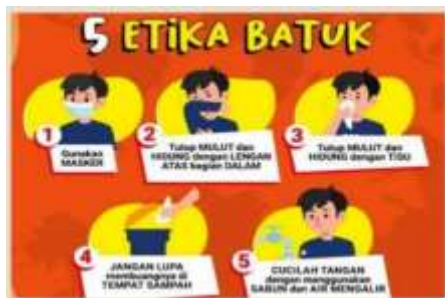 5 ETIKA BATUK
1
Gunakan
MASKER
2
Tutup MULUT dan
HIDUNG dengan LENGAN
ATAS bagian DALAM
3
Tutup MULUT dan
HIDUNG dengan TISU
4
JANGAN LUPA
membuangnya di
TEMPAT SAMPAH
5
CUCILAH TANGAN
dengan menggunakan
SABUN dan AIR MENGALIR